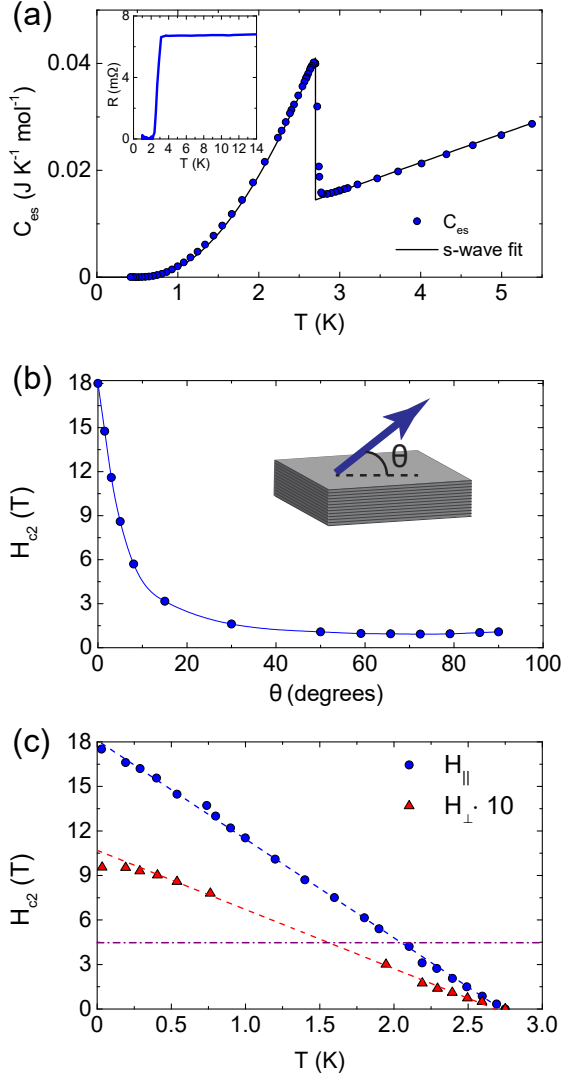 (a)
R (mΩ)
8
4
0
0 2 4 6 8 10 12 14
T (K)
C_es (J K⁻¹ mol⁻¹)
0.04
0.02
0
C_es
s-wave fit
0 1 2 3 4 5
T (K)
(b)
H_c2 (T)
18
15
12
9
6
3
0
θ
0 20 40 60 80 100
θ (degrees)
(c)
H_c2 (T)
18
15
12
9
6
3
0
H_||
H_⊥· 10
0 0.5 1.0 1.5 2.0 2.5 3.0
T (K)